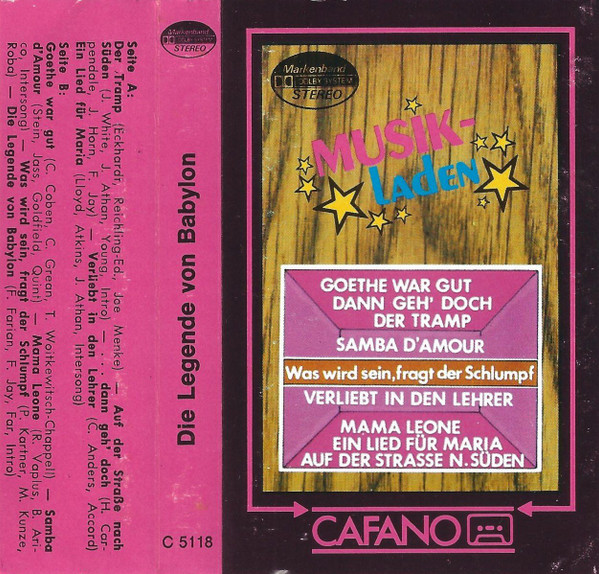 Markenband
DOLBY SYSTEM
STEREO
Seite A:
Der Tramp (Eckhardt, Reichling-Ed., Joe Menke) — Auf der Straße nach
Süden (J. White, J. Athan, Young, Intro) — . . . dann geh' doch (H. Car-
pendale, J. Horn, F. Jay) — Verliebt in den Lehrer (C. Anders, Accord)
Ein Lied für Maria (Lloyd, Atkins, J. Athan, Intersong)
Seite B:
Goethe war gut (C. Coben, C. Grean, T. Woitkewitsch-Chappell) — Samba
d'Amour (Stein, Jass, Goldfield, Quint) — Mama Leone (R. Vaplus, B. Ari-
co, Intersong) — Was wird sein, fragt der Schlumpf (P. Kartner, M. Kunze,
Roba) — Die Legende von Babylon (F. Farian, F. Jay, Far, Intro)
Die Legende von Babylon
C 5118
Markenband
DOLBY SYSTEM
STEREO
MUSIK-
LADEN
GOETHE WAR GUT
DANN GEH' DOCH
DER TRAMP
SAMBA D'AMOUR
Was wird sein, fragt der Schlumpf
VERLIEBT IN DEN LEHRER
MAMA LEONE
EIN LIED FÜR MARIA
AUF DER STRASSE N. SÜDEN
CAFANO